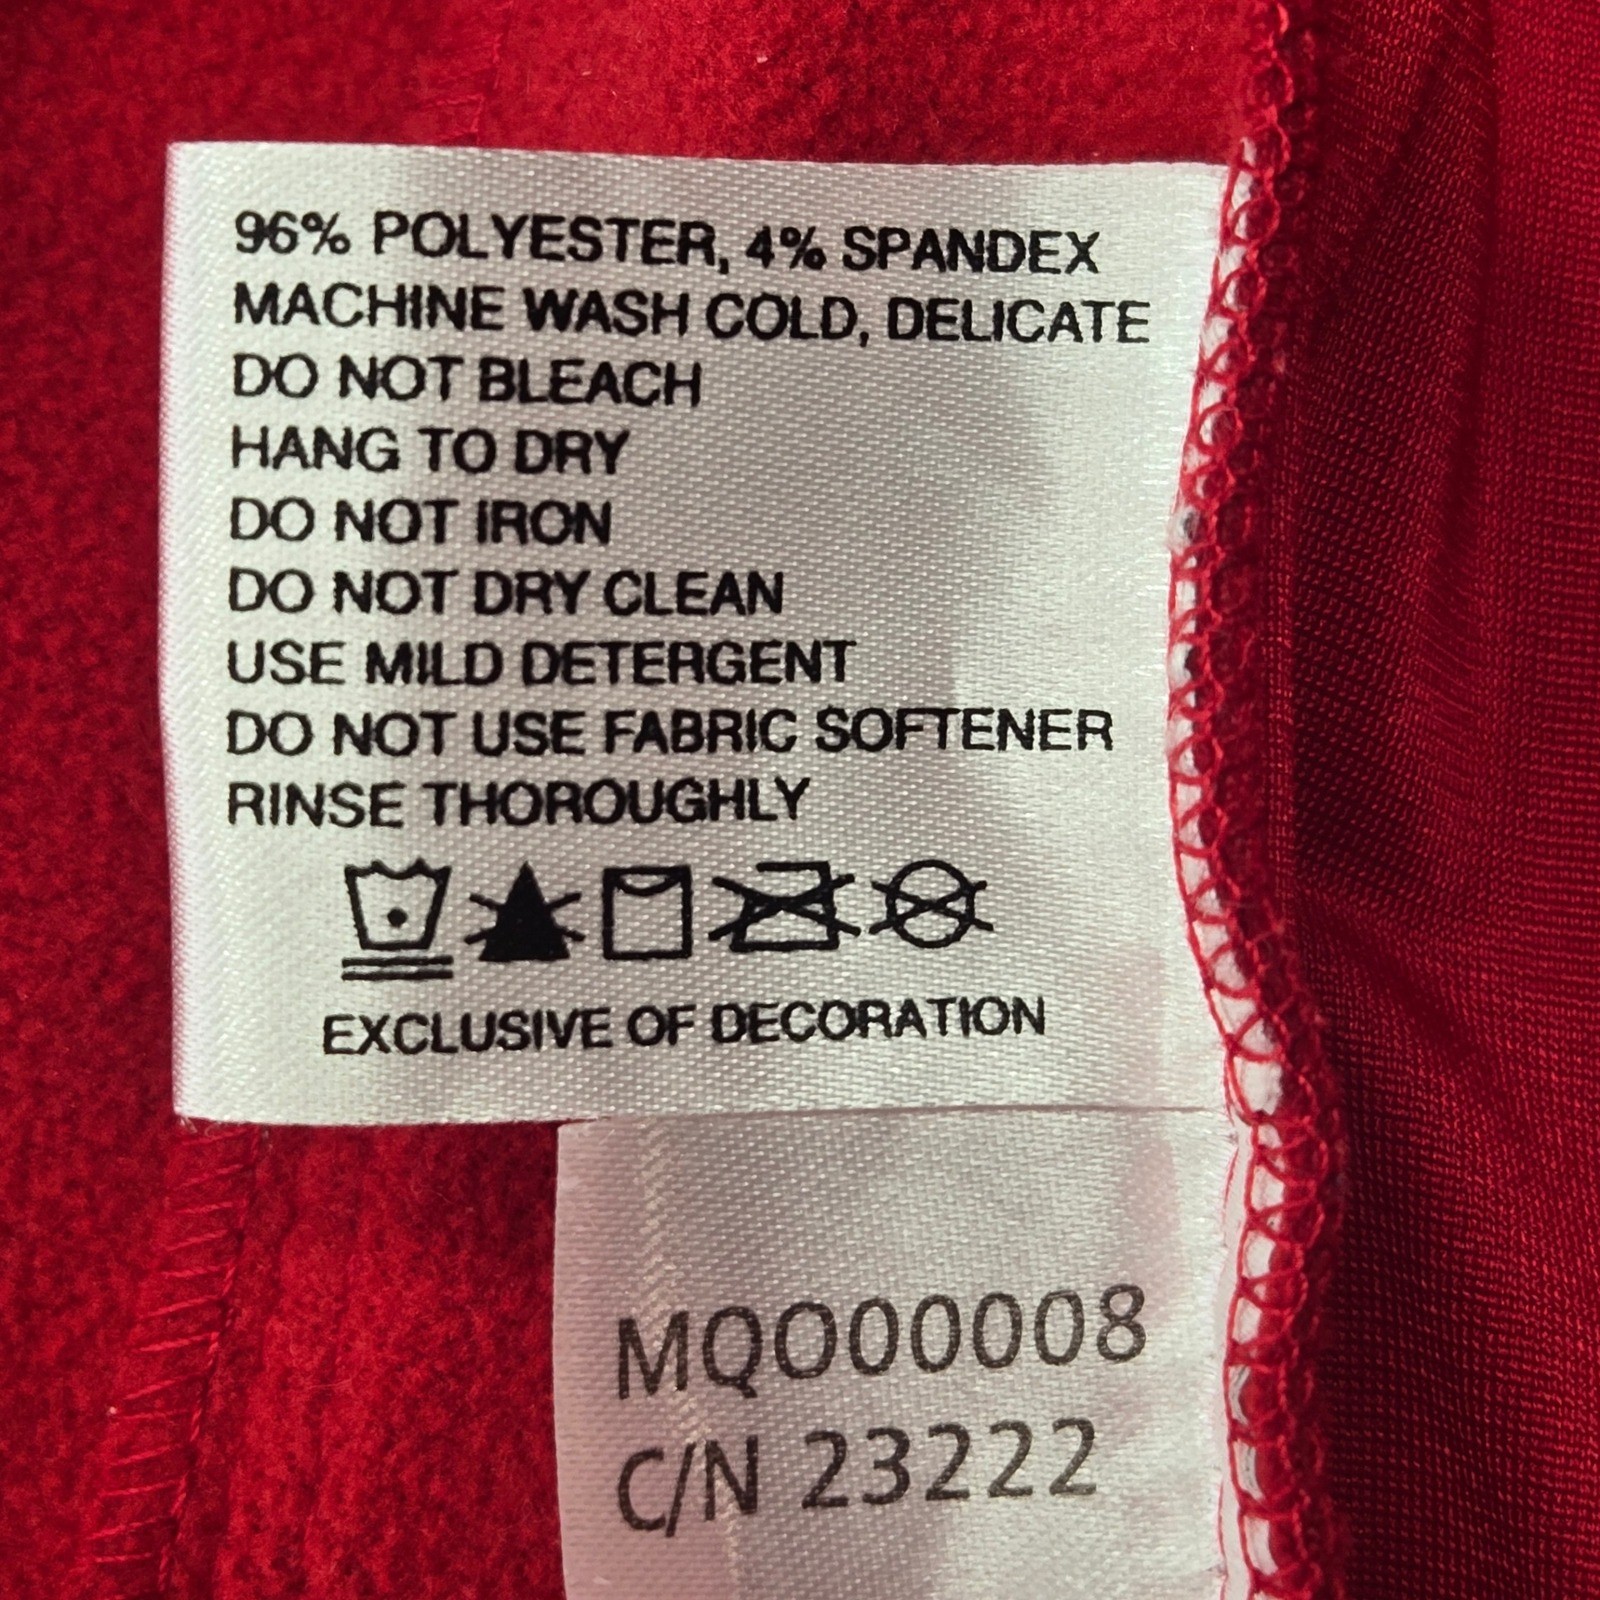 96% POLYESTER, 4% SPANDEX
MACHINE WASH COLD, DELICATE
DO NOT BLEACH
HANG TO DRY
DO NOT IRON
DO NOT DRY CLEAN
USE MILD DETERGENT
DO NOT USE FABRIC SOFTENER
RINSE THOROUGHLY
EXCLUSIVE OF DECORATION
MQO00008
C/N 23222